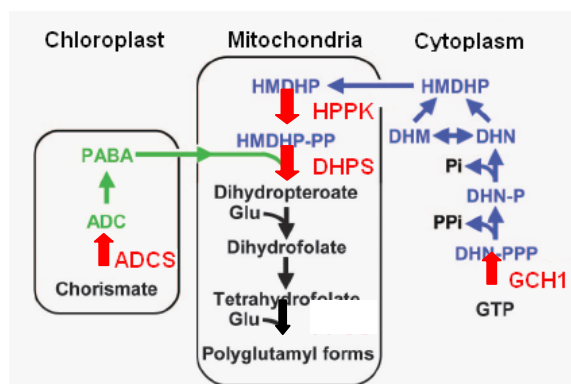 Chloroplast
Mitochondria
Cytoplasm
HMDHP
HMDHP
HPPK
DHM
DHN
HMDHP-PP
PABA
DHPS
Pi
DHN-P
Dihydropteroate
Glu
PPi
ADC
Dihydrofolate
DHN-PPP
ADCS
GCH1
Chorismate
Tetrahydrofolate
GTP
Glu
Polyglutamyl forms